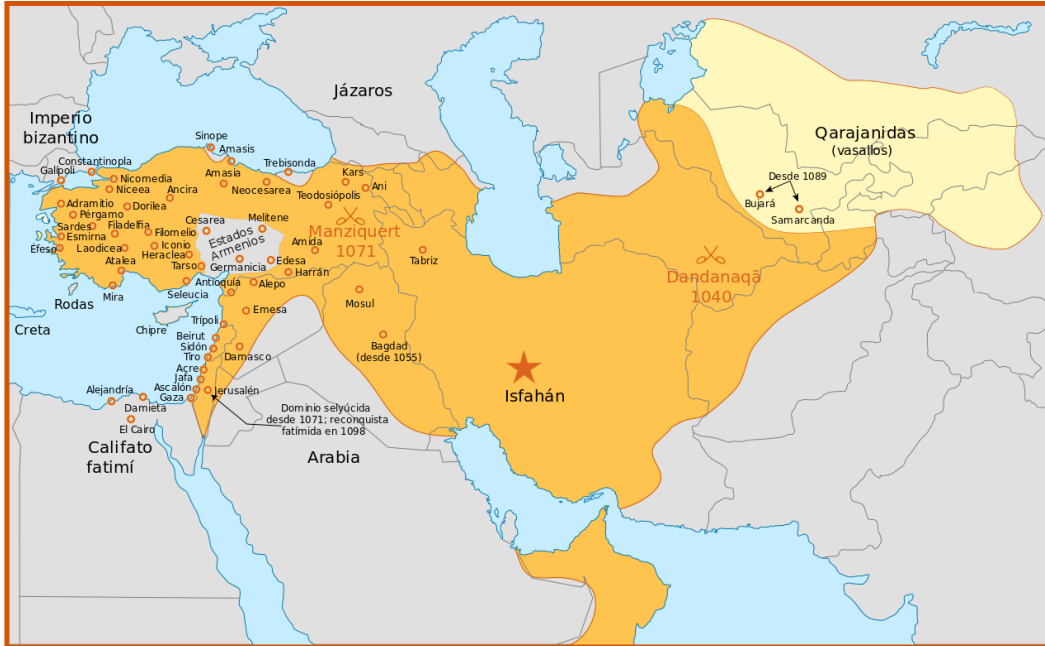 Imperio
bizantino
Jázaros
Qarajanidas
(vasallos)
Desde 1089
Bujará
Samarcanda
Sinope
Amasis
Constantinopla
Galípoli
Nicomedia
Niceea
Ancira
Amasia
Neocesarea
Trebisonda
Kars
Ani
Teodosiópolis
Adramitio
Pérgamo
Dorilea
Sardes
Filadelfia
Esmirna
Filomelio
Cesarea
Melitene
Estados
Armenios
Manziquert
1071
Éfeso
Laodicea
Iconio
Heraclea
Amida
Atalea
Tarso
Germanicia
Edesa
Harrán
Tabriz
Dandanaqã
1040
Mira
Seleucia
Antioquía
Alepo
Rodas
Creta
Chipre
Emesa
Mosul
Trípoli
Beirut
Sidón
Tiro
Damasco
Bagdad
(desde 1055)
Acre
Jafa
Ascalón
Jerusalén
Gaza
Isfahán
Alejandría
Damieta
El Cairo
Dominio selyúcida
desde 1071; reconquista
fatímida en 1098
Califato
fatimí
Arabia